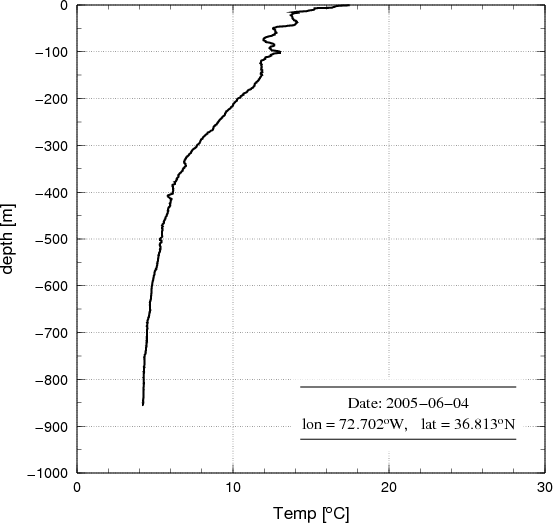 0
−100
−200
−300
−400
−500
−600
−700
−800
−900
−1000
depth [m]
Date: 2005−06−04
lon = 72.702ºW, lat = 36.813ºN
0 10 20 30
Temp [ºC]